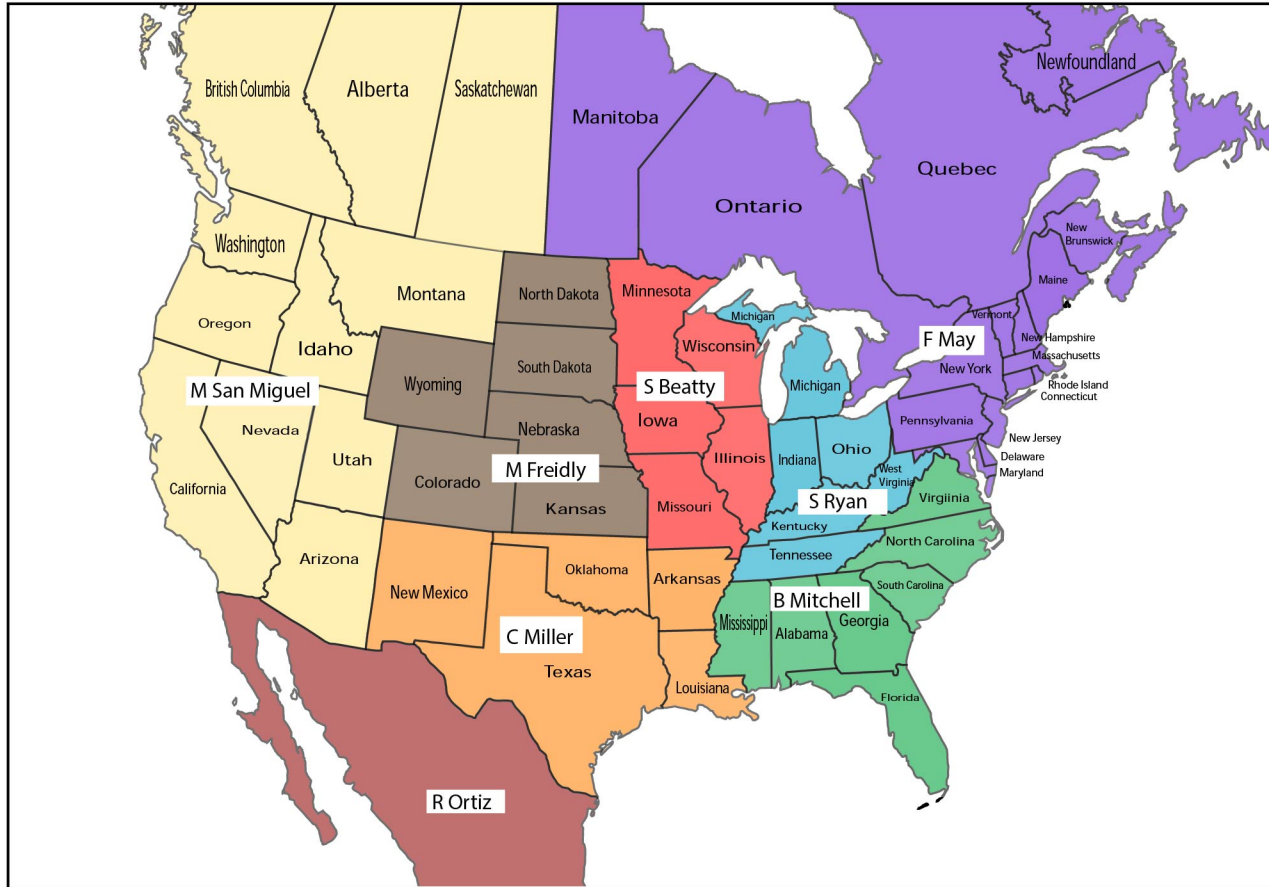 Newfoundland
British Columbia
Alberta
Saskatchewan
Manitoba
Quebec
Ontario
New
Brunswick
Washington
Maine
Montana
North Dakota
Minnesota
Michigan
Vermont
Oregon
Idaho
F May
New Hampshire
Wisconsin
Massachusetts
South Dakota
Wyoming
Michigan
New York
M San Miguel
S Beatty
Rhode Island
Connecticut
Iowa
Pennsylvania
Nevada
Nebraska
New Jersey
Utah
Ohio
Indiana
Illinois
Delaware
M Freidly
West
Virginia
Maryland
Colorado
California
S Ryan
Virgiinia
Missouri
Kansas
Kentucky
North Carolina
Arizona
Tennessee
Oklahoma
Arkansas
South Carolina
New Mexico
B Mitchell
Mississippi
Georgia
Alabama
C Miller
Texas
Louisiana
Florida
R Ortiz